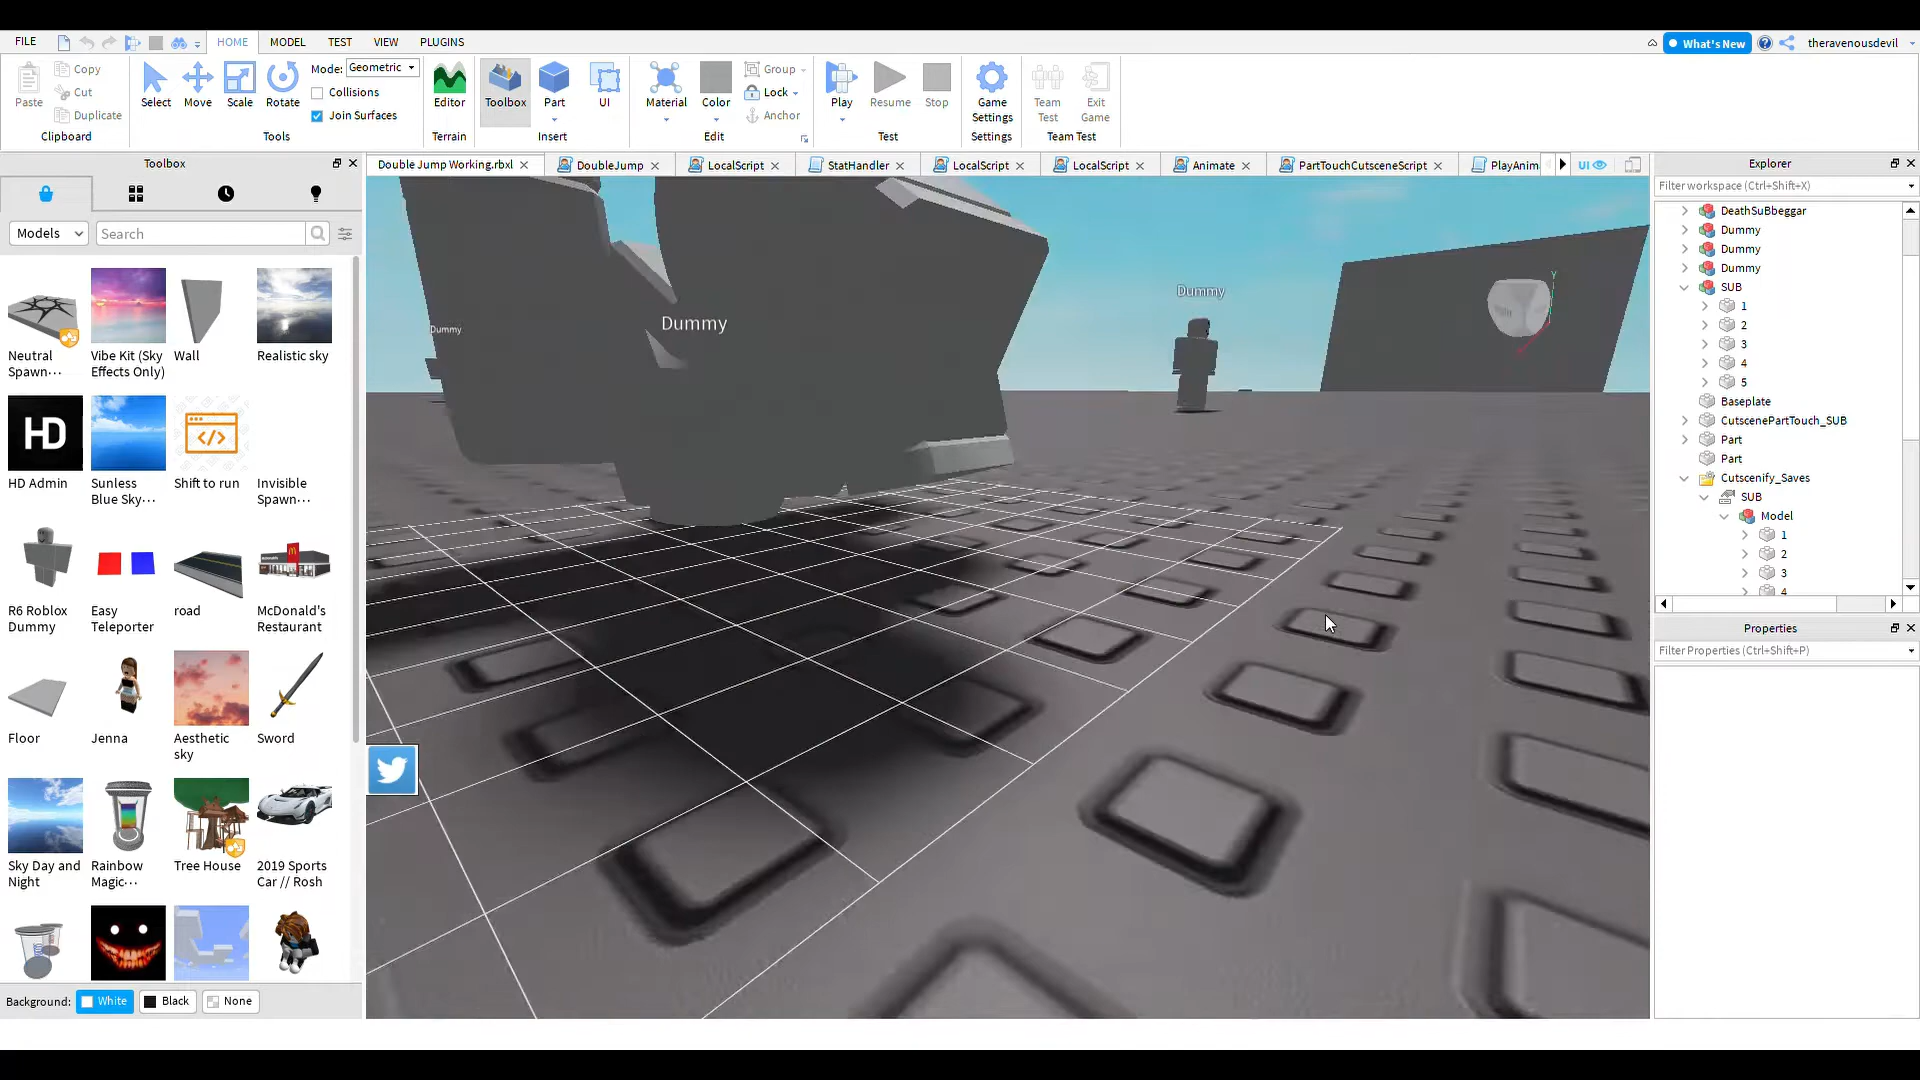 FILE
HOME
MODEL
TEST
VIEW
PLUGINS
What's New
theravenousdevil
Paste
Copy
Cut
Duplicate
Clipboard
Select
Move
Scale
Rotate
Mode: Geometric
Collisions
Join Surfaces
Tools
Editor
Terrain
Toolbox
Part
UI
Insert
Material
Color
Group
Lock
Anchor
Edit
Play
Resume
Stop
Test
Game
Settings
Settings
Team
Test
Exit
Game
Team Test
Toolbox
Double Jump Working.rbxl
DoubleJump
LocalScript
StatHandler
LocalScript
LocalScript
Animate
PartTouchCutsceneScript
PlayAnim
UI
Models
Search
Neutral
Spawn...
Vibe Kit (Sky
Effects Only)
Wall
Realistic sky
HD
HD Admin
Sunless
Blue Sky...
Shift to run
Invisible
Spawn...
R6 Roblox
Dummy
Easy
Teleporter
road
McDonald's
Restaurant
Floor
Jenna
Aesthetic
sky
Sword
Sky Day and
Night
Rainbow
Magic...
Tree House
2019 Sports
Car // Rosh
Background: White Black None
Dummy
Dummy
Dummy
y
Explorer
Filter workspace (Ctrl+Shift+X)
DeathSuBbeggar
Dummy
Dummy
Dummy
SUB
1
2
3
4
5
Baseplate
CutscenePartTouch_SUB
Part
Part
Cutscenify_Saves
SUB
Model
1
2
3
4
Properties
Filter Properties (Ctrl+Shift+P)